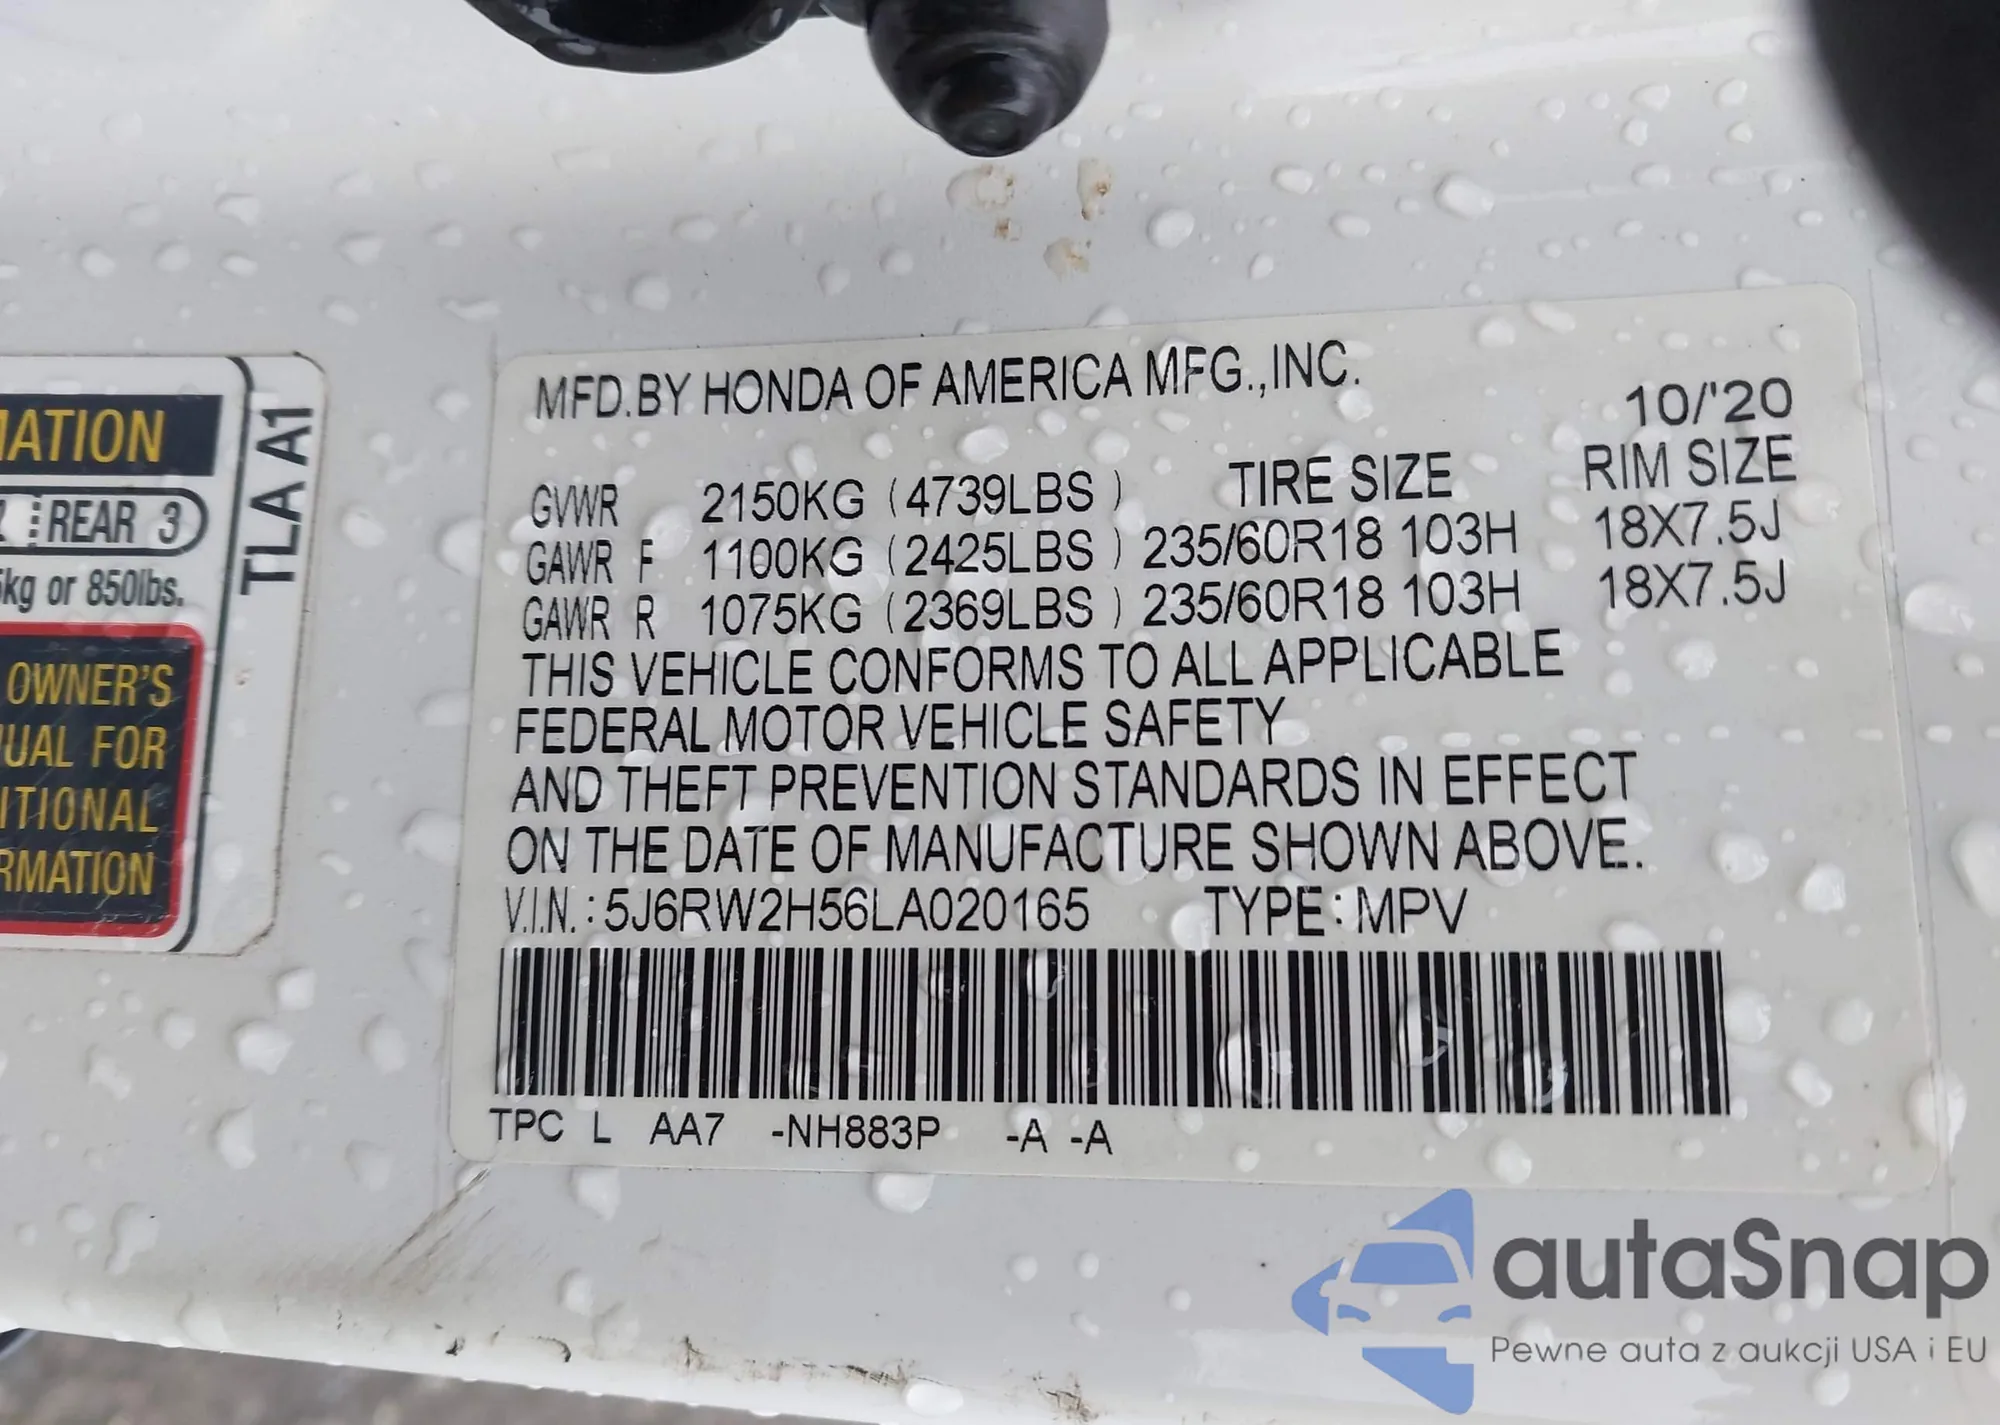 MATION
REAR 3
kg or 850lbs.
OWNER'S
UAL FOR
ITIONAL
RMATION
TLA A1
MFD.BY HONDA OF AMERICA MFG.,INC.
10/'20
GVWR 2150KG (4739LBS) TIRE SIZE RIM SIZE
GAWR F 1100KG (2425LBS) 235/60R18 103H 18X7.5J
GAWR R 1075KG (2369LBS) 235/60R18 103H 18X7.5J
THIS VEHICLE CONFORMS TO ALL APPLICABLE
FEDERAL MOTOR VEHICLE SAFETY
AND THEFT PREVENTION STANDARDS IN EFFECT
ON THE DATE OF MANUFACTURE SHOWN ABOVE.
V.I.N.: 5J6RW2H56LA020165 TYPE: MPV
TPC L AA7 -NH883P -A -A
autaSnap
Pewne auta z aukcji USA i EU